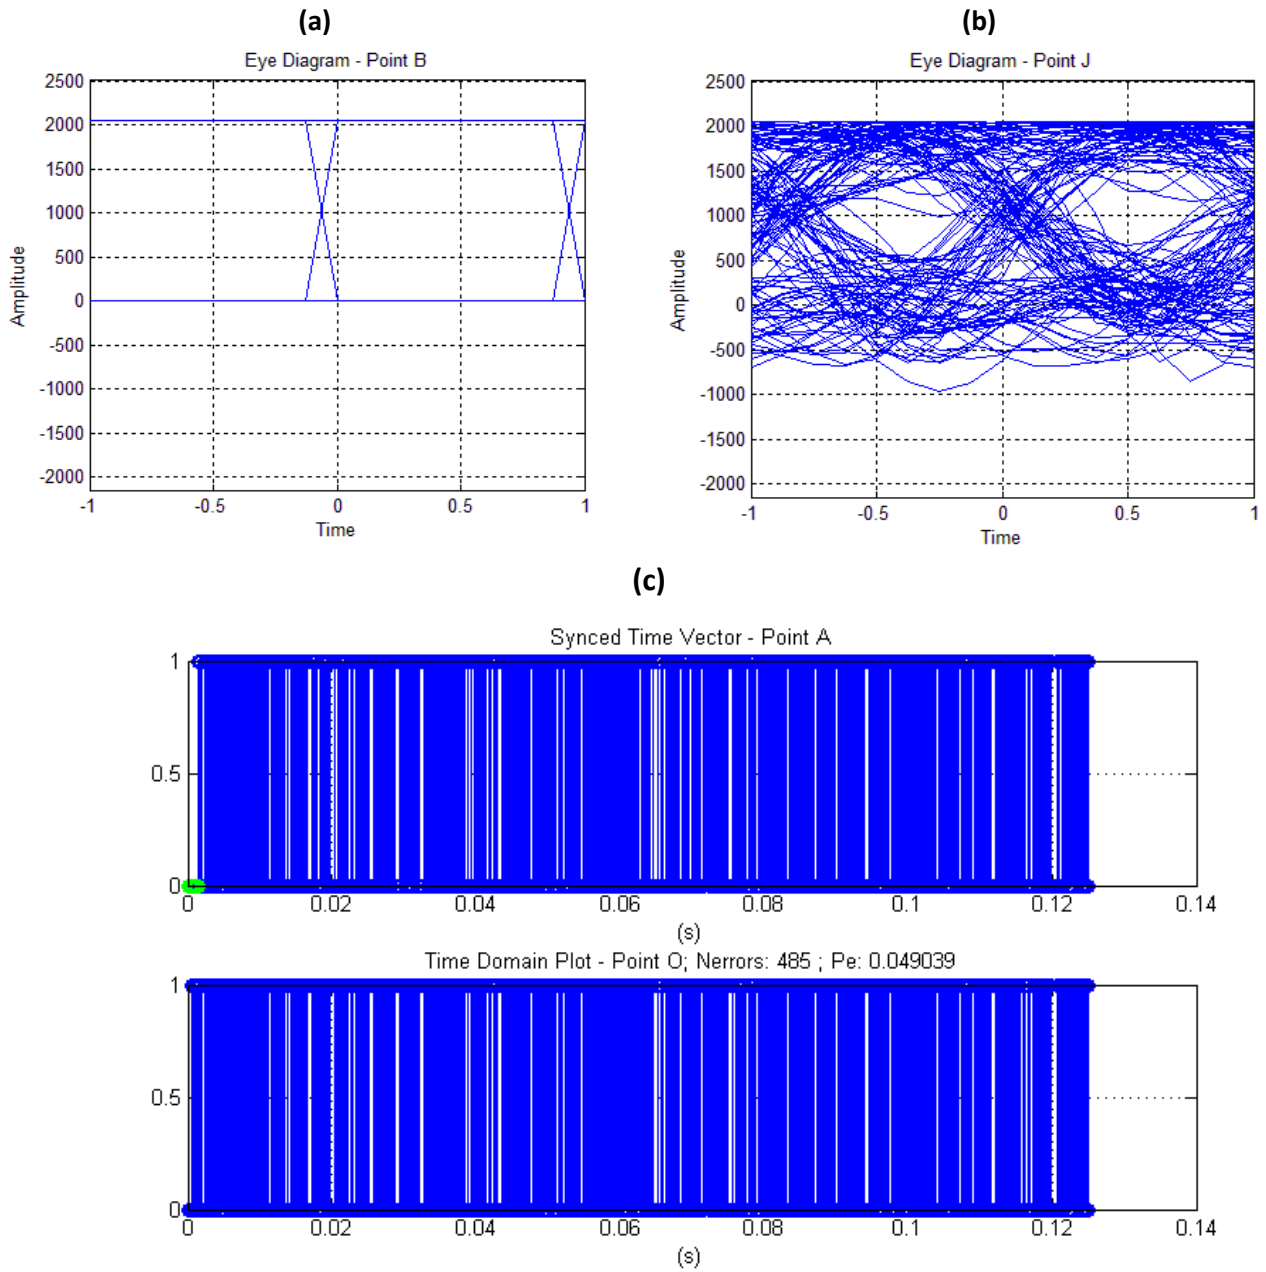 (a)
Eye Diagram - Point B
2500
2000
1500
1000
500
0
-500
-1000
-1500
-2000
Amplitude
-1 -0.5 0 0.5 1
Time
(b)
Eye Diagram - Point J
2500
2000
1500
1000
500
0
-500
-1000
-1500
-2000
Amplitude
-1 -0.5 0 0.5 1
Time
(c)
Synced Time Vector - Point A
1
0.5
0
0 0.02 0.04 0.06 0.08 0.1 0.12 0.14
(s)
Time Domain Plot - Point O; Nerrors: 485 ; Pe: 0.049039
1
0.5
0
0 0.02 0.04 0.06 0.08 0.1 0.12 0.14
(s)